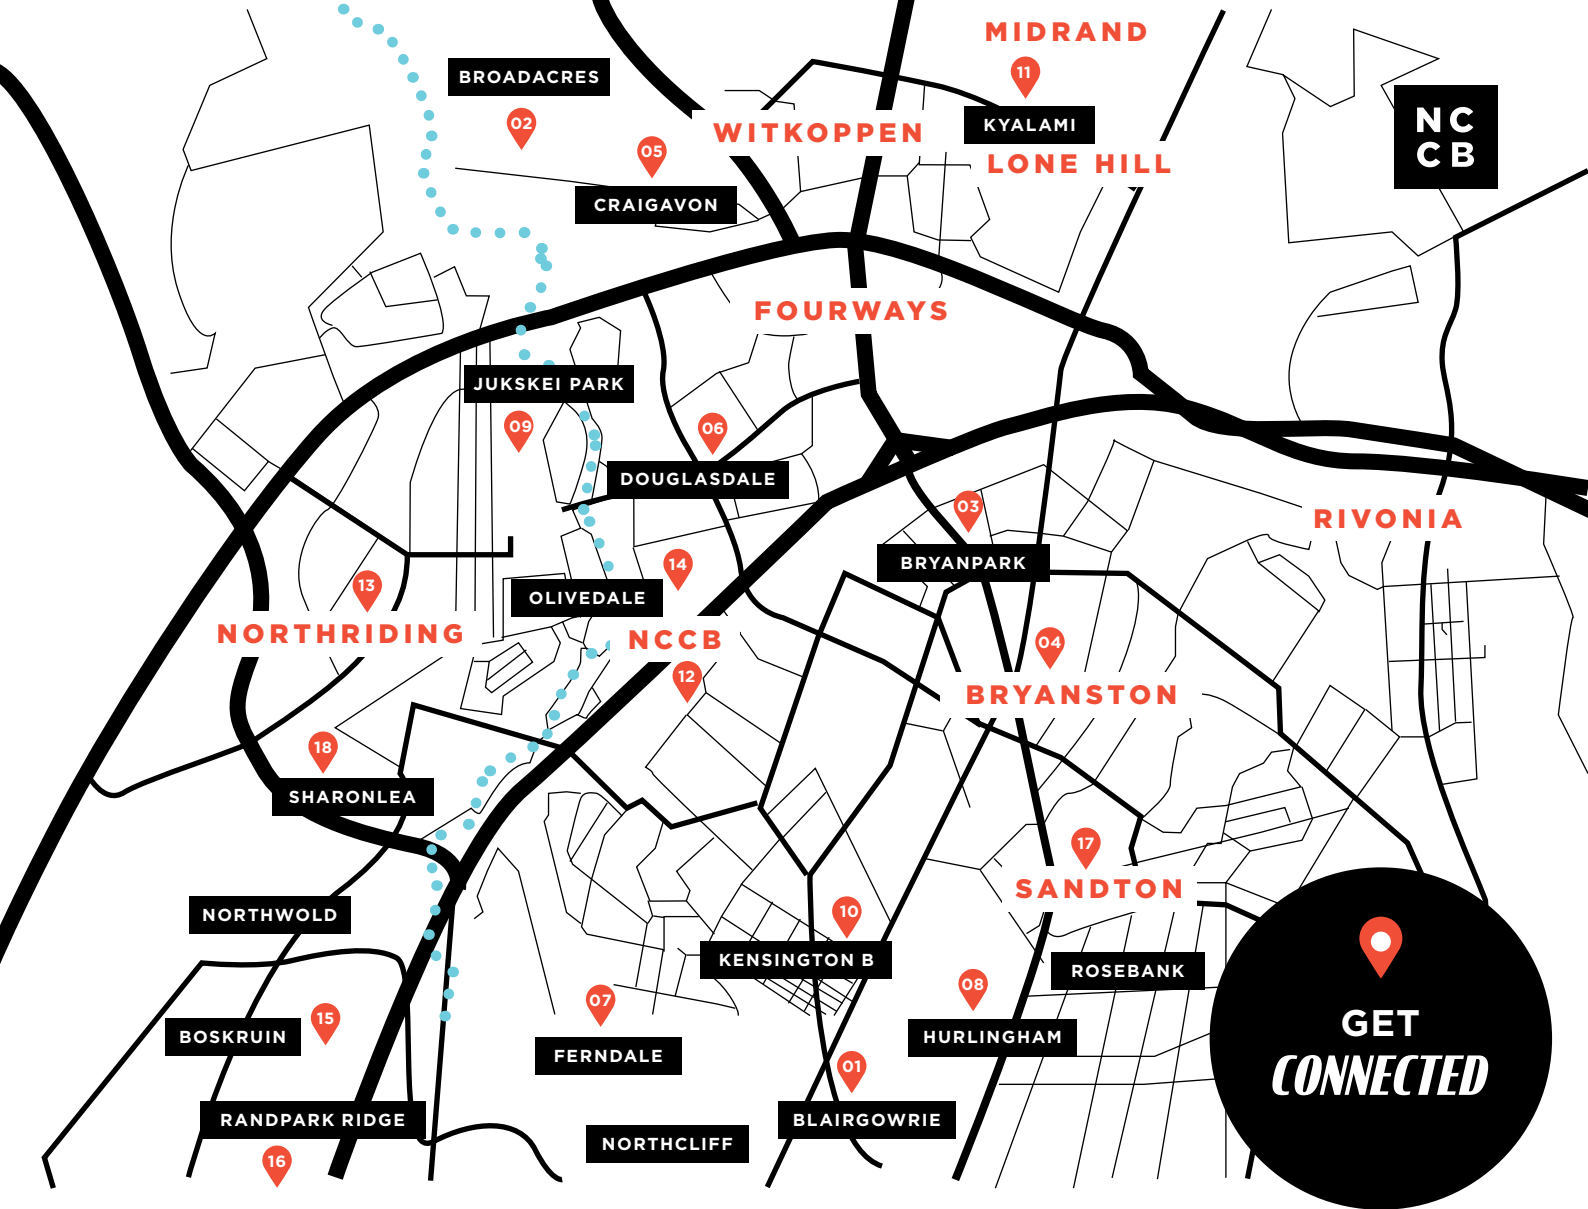 MIDRAND
11
BROADACRES
02
WITKOPPEN
KYALAMI
NC
CB
05
LONE HILL
CRAIGAVON
FOURWAYS
JUKSKEI PARK
09
06
DOUGLASDALE
03
RIVONIA
BRYANPARK
14
13
OLIVEDALE
NORTHRIDING
NCCB
04
12
BRYANSTON
18
SHARONLEA
17
SANDTON
NORTHWOLD
10
KENSINGTON B
ROSEBANK
08
07
15
GET
CONNECTED
BOSKRUIN
HURLINGHAM
FERNDALE
01
RANDPARK RIDGE
BLAIRGOWRIE
NORTHCLIFF
16